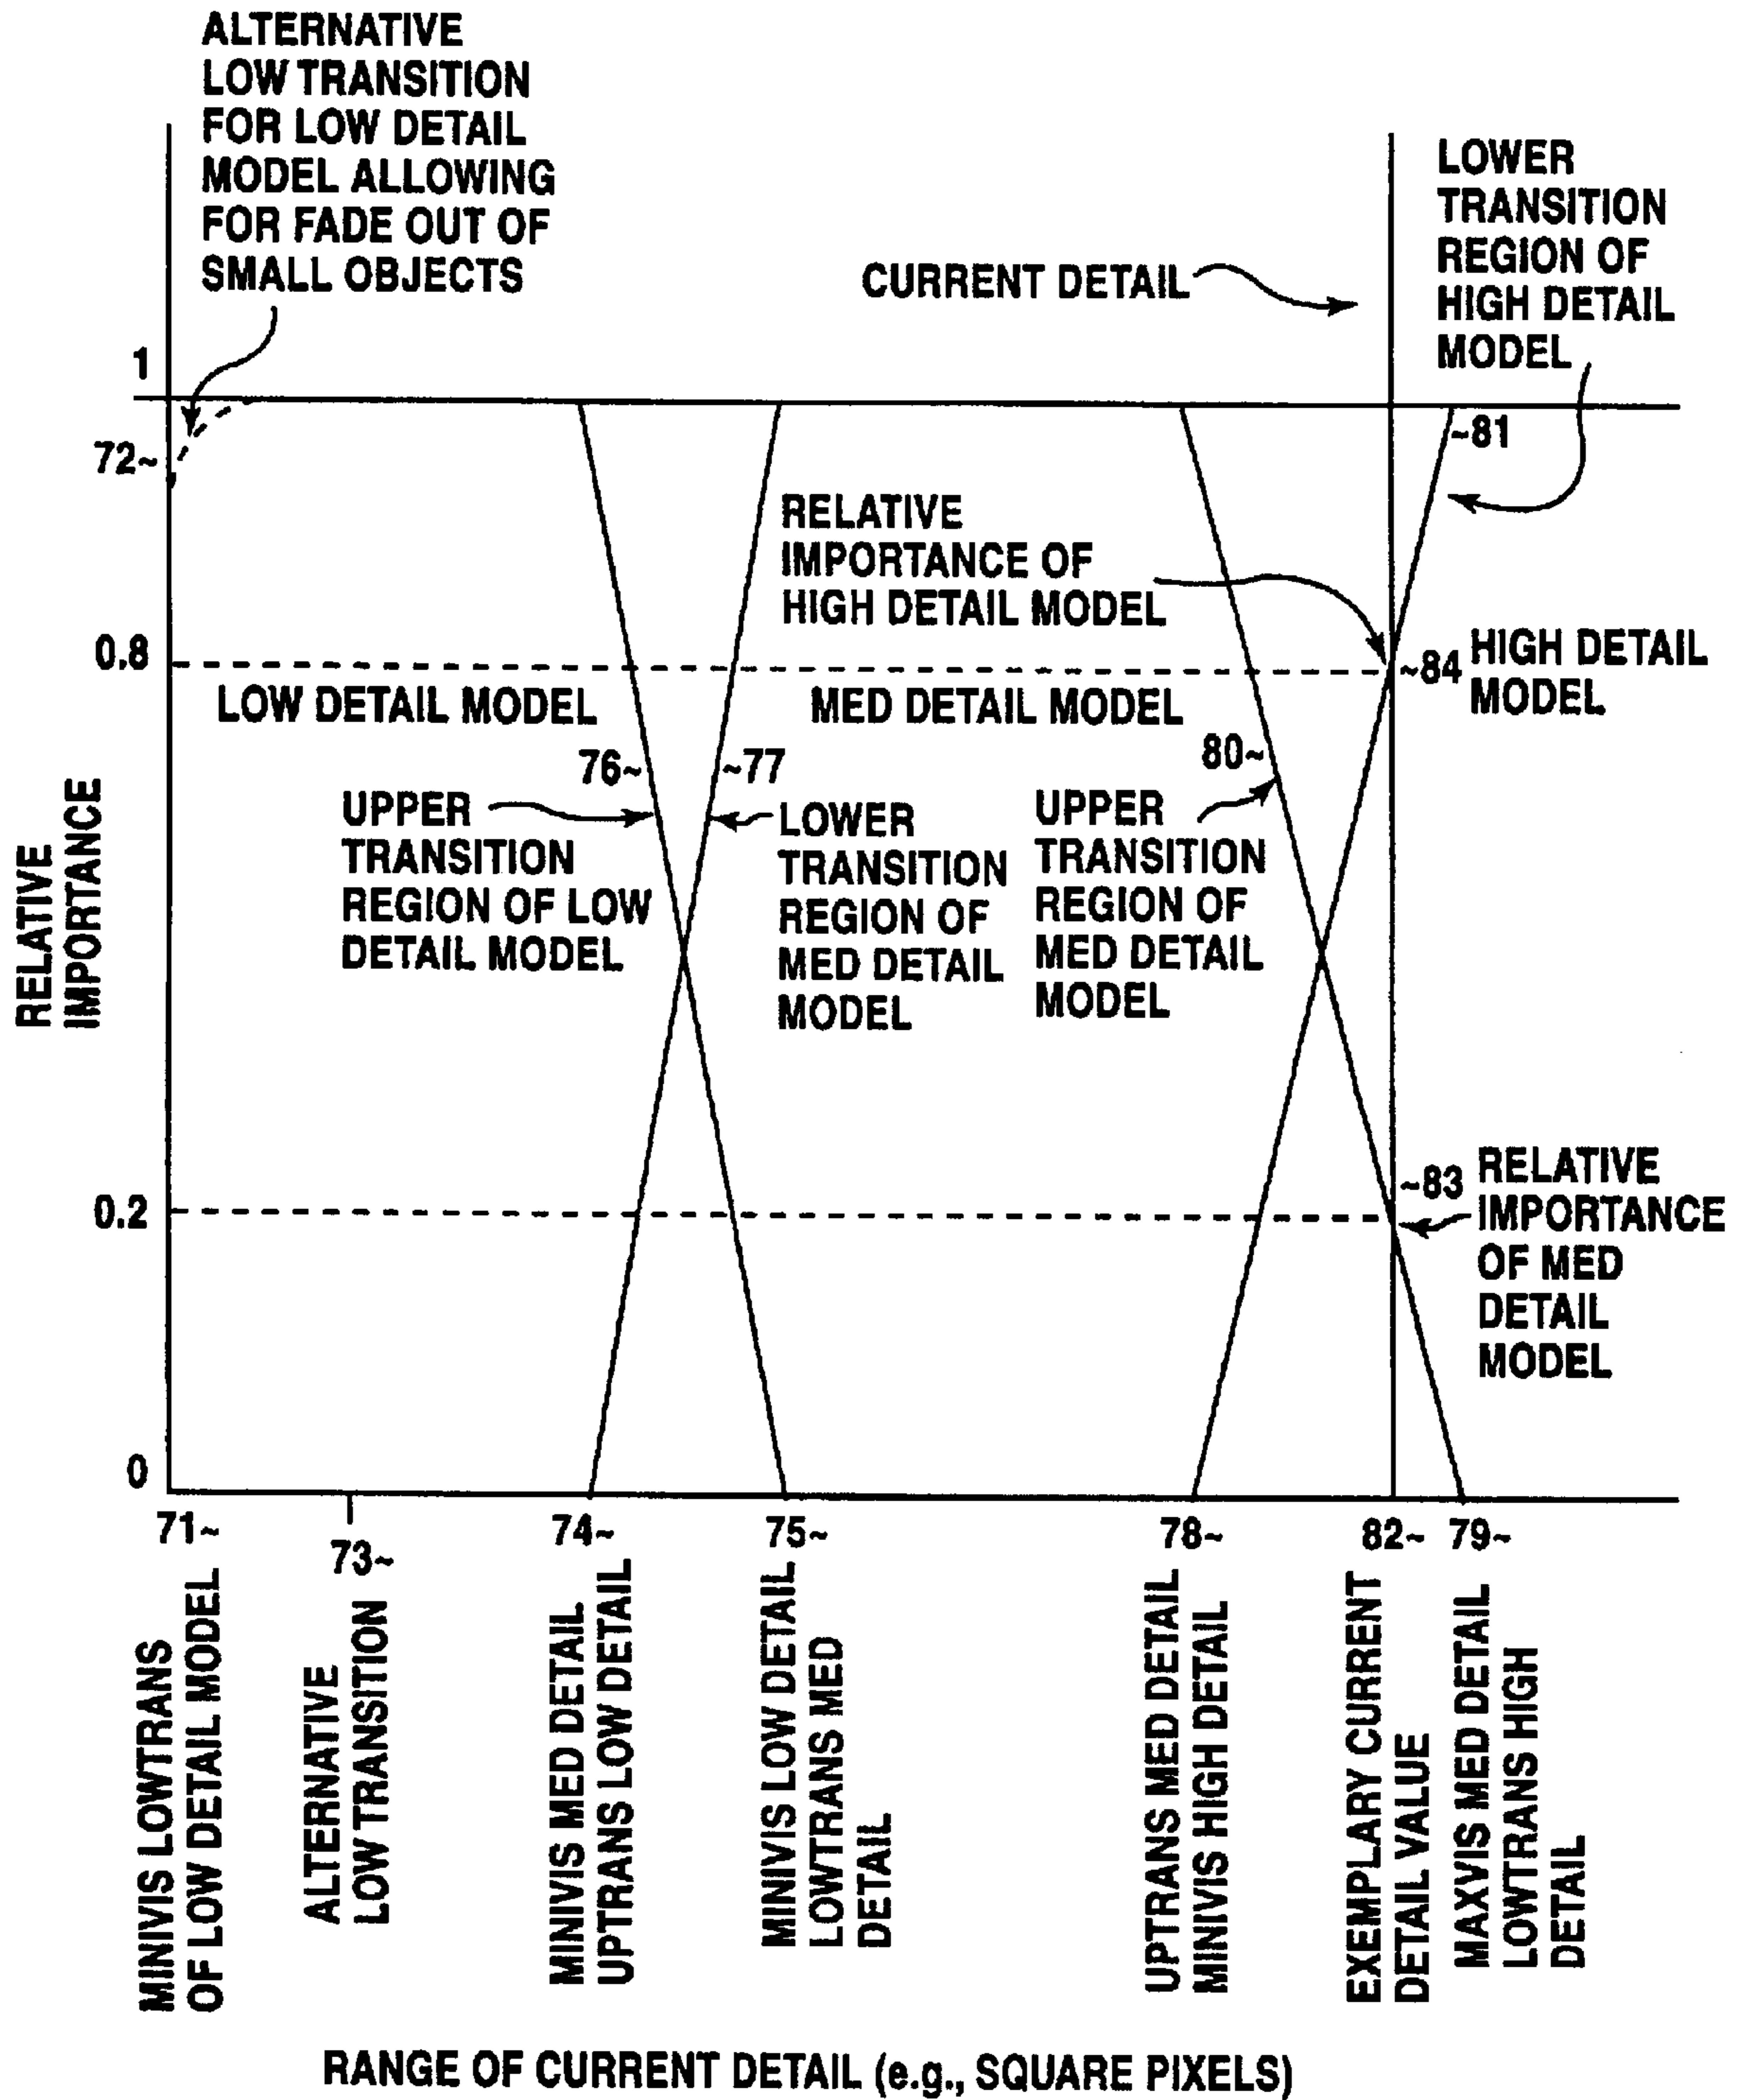 ALTERNATIVE
LOW TRANSITION
FOR LOW DETAIL
MODEL ALLOWING
FOR FADE OUT OF
SMALL OBJECTS
CURRENT DETAIL
LOWER
TRANSITION
REGION OF
HIGH DETAIL
MODEL
1
72~
~81
RELATIVE
IMPORTANCE OF
HIGH DETAIL MODEL
0.8
~84
HIGH DETAIL
MODEL
LOW DETAIL MODEL
MED DETAIL MODEL
76~
~77
80~
UPPER
TRANSITION
REGION OF LOW
DETAIL MODEL
LOWER
TRANSITION
REGION OF
MED DETAIL
MODEL
UPPER
TRANSITION
REGION OF
MED DETAIL
MODEL
RELATIVE
IMPORTANCE
0.2
~83
RELATIVE
IMPORTANCE
OF MED
DETAIL
MODEL
0
71~
73~
74~
75~
78~
82~
79~
MINIVIS LOWTRANS
OF LOW DETAIL MODEL
ALTERNATIVE
LOW TRANSITION
MINIVIS MED DETAIL
UPTRANS LOW DETAIL
MINIVIS LOW DETAIL
LOWTRANS MED
DETAIL
UPTRANS MED DETAIL
MINIVIS HIGH DETAIL
EXEMPLARY CURRENT
DETAIL VALUE
MAXVIS MED DETAIL
LOWTRANS HIGH
DETAIL
RANGE OF CURRENT DETAIL (e.g., SQUARE PIXELS)